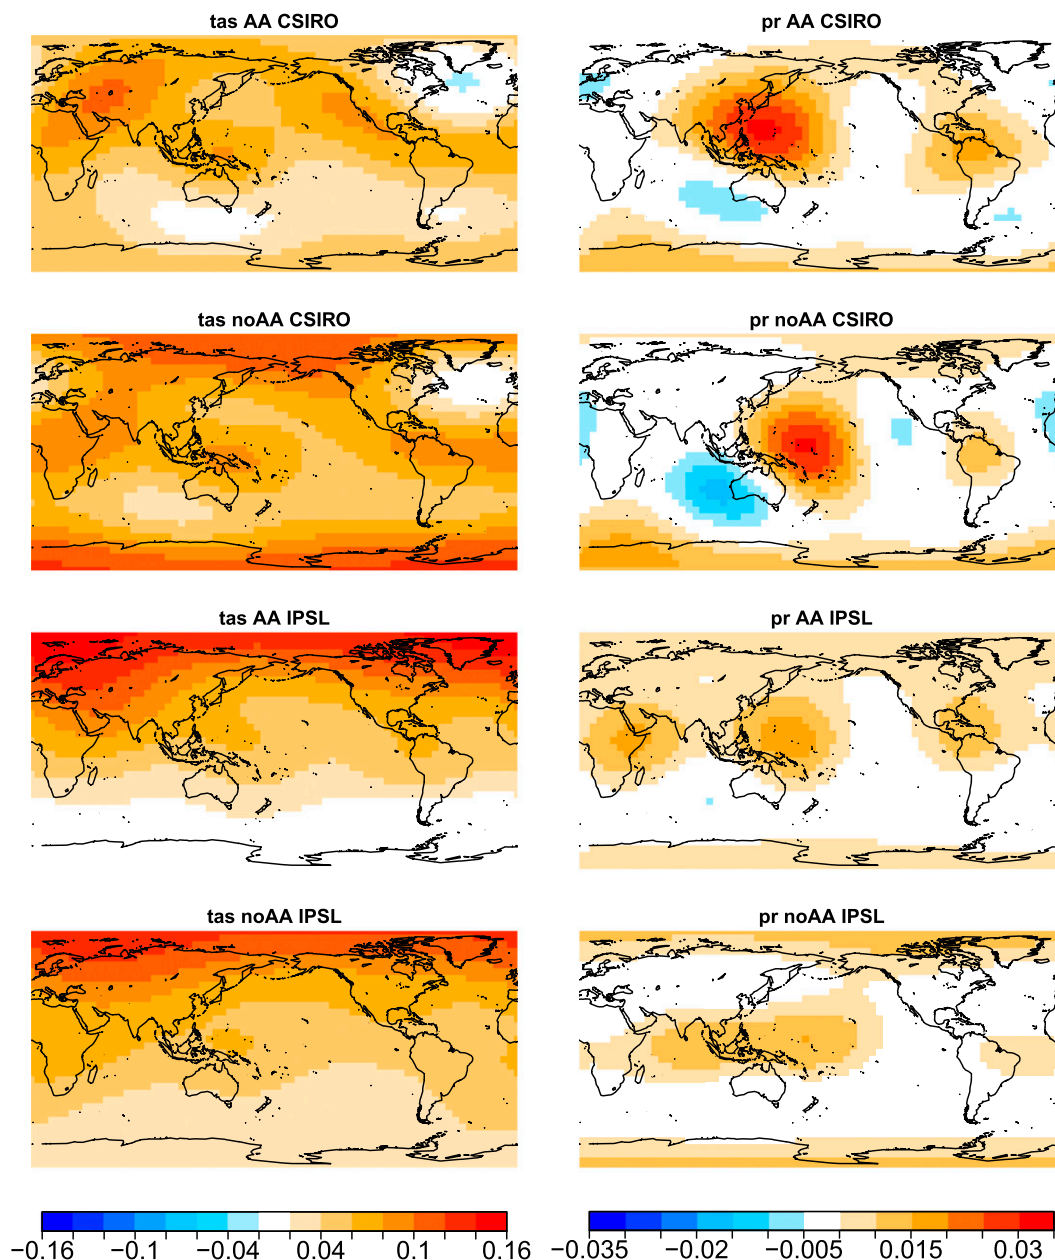 tas AA CSIRO
pr AA CSIRO
tas noAA CSIRO
pr noAA CSIRO
tas AA IPSL
pr AA IPSL
tas noAA IPSL
pr noAA IPSL
−0.16 −0.1 −0.04 0.04 0.1 0.16
−0.035 −0.02 −0.005 0.015 0.03